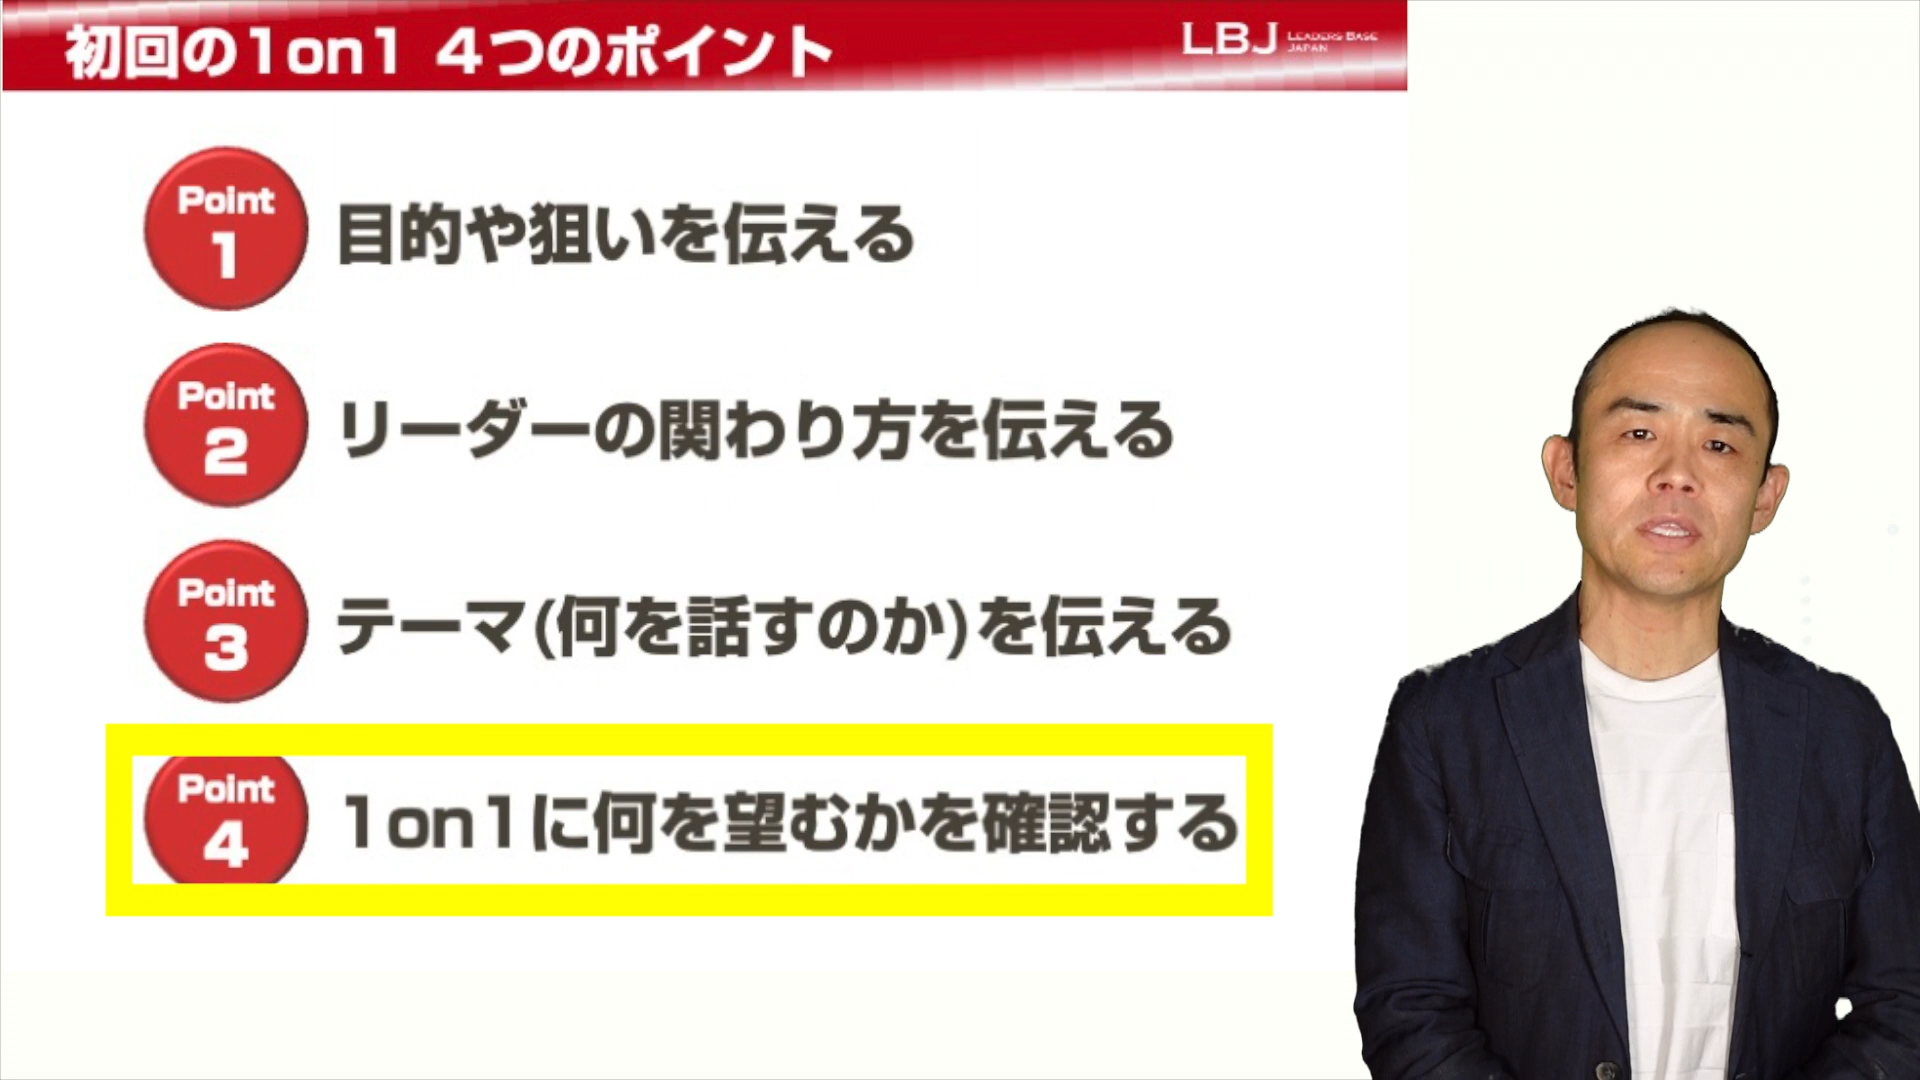 初回の1on1 4つのポイント
LBJ LEADERS BASE JAPAN
Point 1
目的や狙いを伝える
Point 2
リーダーの関わり方を伝える
Point 3
テーマ(何を話すのか)を伝える
Point 4
1on1に何を望むかを確認する